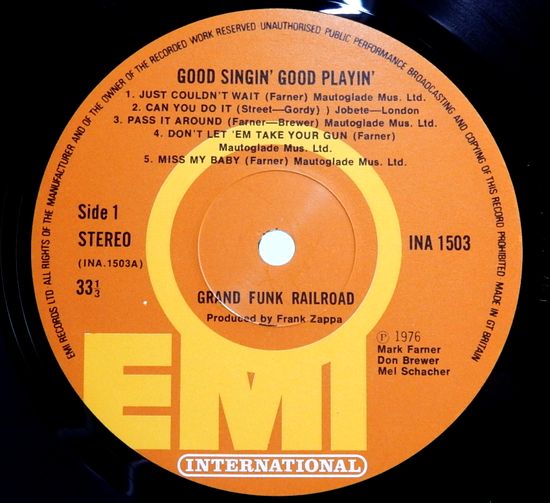 EMI RECORDS LTD ALL RIGHTS OF THE MANUFACTURER AND OF THE OWNER OF THE RECORDED WORK RESERVED UNAUTHORISED PUBLIC PERFORMANCE BROADCASTING AND COPYING OF THIS RECORD PROHIBITED MADE IN GT BRITAIN
GOOD SINGIN' GOOD PLAYIN'
1. JUST COULDN'T WAIT (Farner) Mautoglade Mus. Ltd.
2. CAN YOU DO IT (Street—Gordy) ) Jobete—London
3. PASS IT AROUND (Farner—Brewer) Mautoglade Mus. Ltd.
4. DON'T LET 'EM TAKE YOUR GUN (Farner)
Mautoglade Mus. Ltd.
5. MISS MY BABY (Farner) Mautoglade Mus. Ltd.
Side 1
STEREO
(INA.1503A)
33⅓
INA 1503
GRAND FUNK RAILROAD
Produced by Frank Zappa
℗ 1976
Mark Farner
Don Brewer
Mel Schacher
EMI
INTERNATIONAL